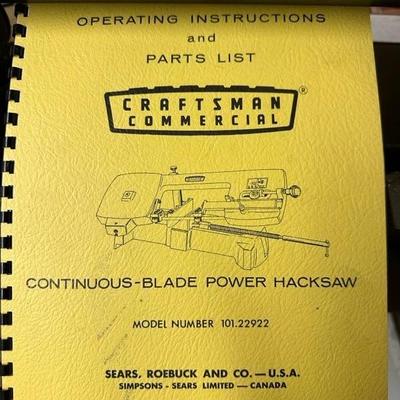 OPERATING INSTRUCTIONS
and
PARTS LIST
CRAFTSMAN
®
COMMERCIAL
CONTINUOUS-BLADE POWER HACKSAW
MODEL NUMBER 101.22922
SEARS, ROEBUCK AND CO. — U.S.A.
SIMPSONS - SEARS LIMITED — CANADA